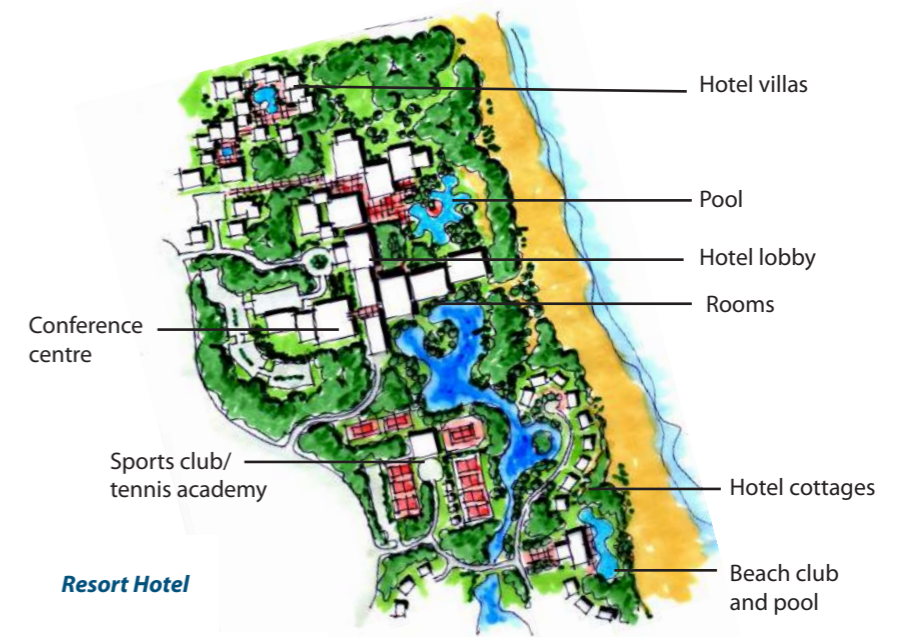 Hotel villas
Pool
Hotel lobby
Rooms
Conference
centre
Sports club/
tennis academy
Hotel cottages
Resort Hotel
Beach club
and pool